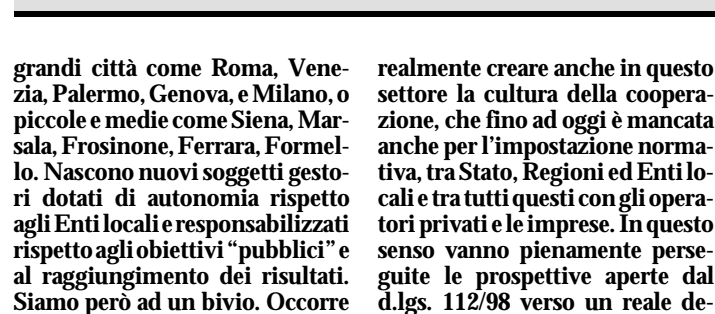 grandi città come Roma, Vene-
zia, Palermo, Genova, e Milano, o
piccole e medie come Siena, Mar-
sala, Frosinone, Ferrara, Formel-
lo. Nascono nuovi soggetti gesto-
ri dotati di autonomia rispetto
agli Enti locali e responsabilizzati
rispetto agli obiettivi “pubblici” e
al raggiungimento dei risultati.
Siamo però ad un bivio. Occorre
realmente creare anche in questo
settore la cultura della coopera-
zione, che fino ad oggi è mancata
anche per l'impostazione norma-
tiva, tra Stato, Regioni ed Enti lo-
cali e tra tutti questi con gli opera-
tori privati e le imprese. In questo
senso vanno pienamente perse-
guite le prospettive aperte dal
d.lgs. 112/98 verso un reale de-